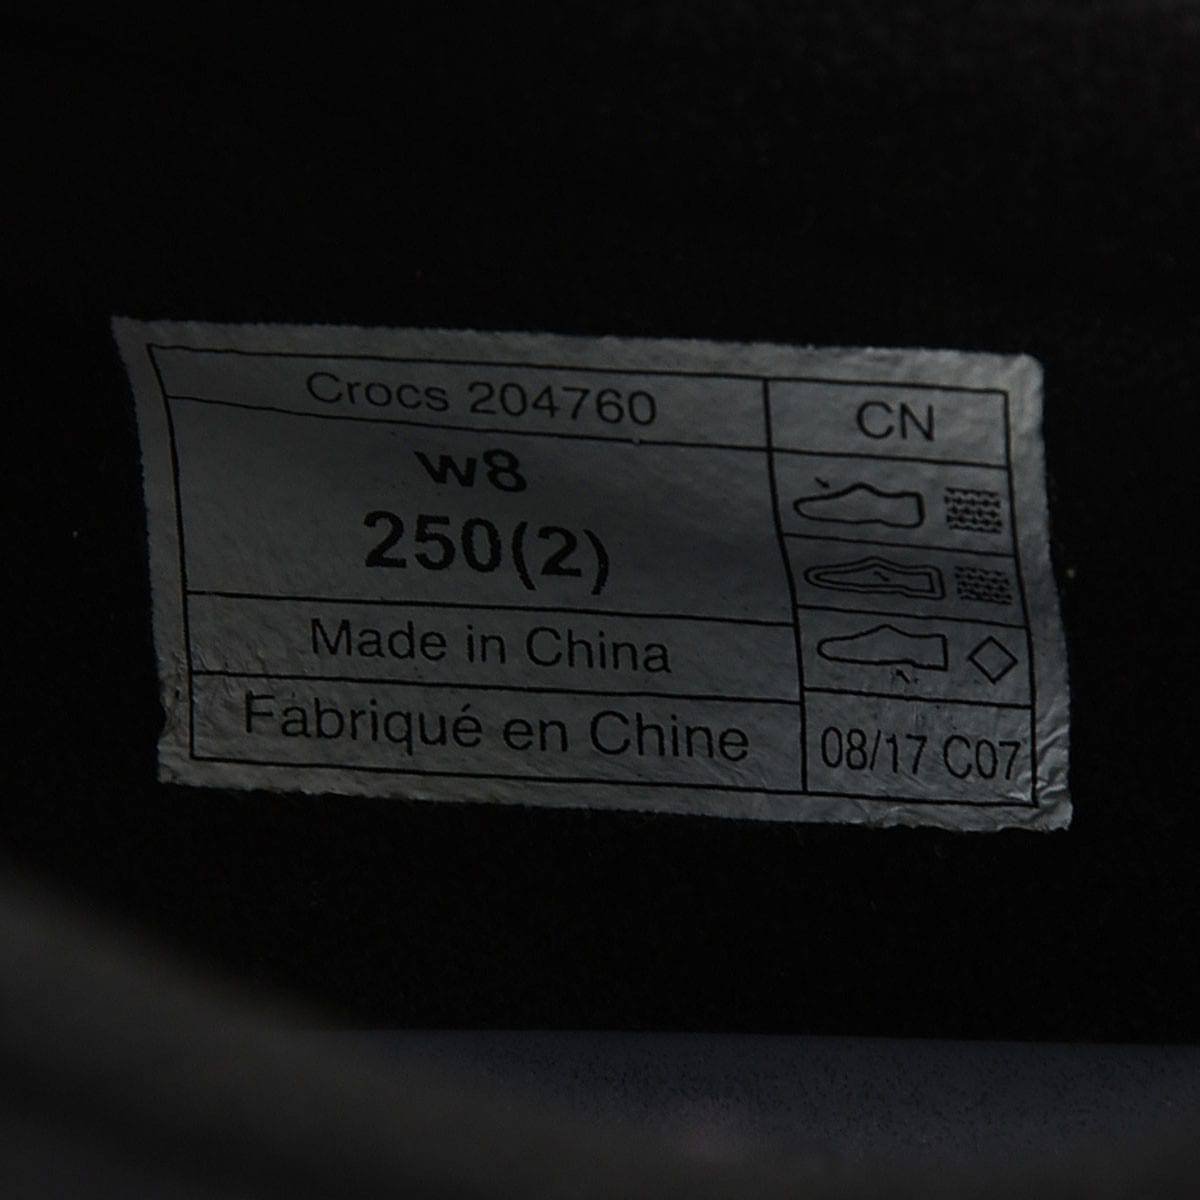 Crocs 204760
CN
w8
250(2)
Made in China
Fabriqué en Chine
08/17 C07